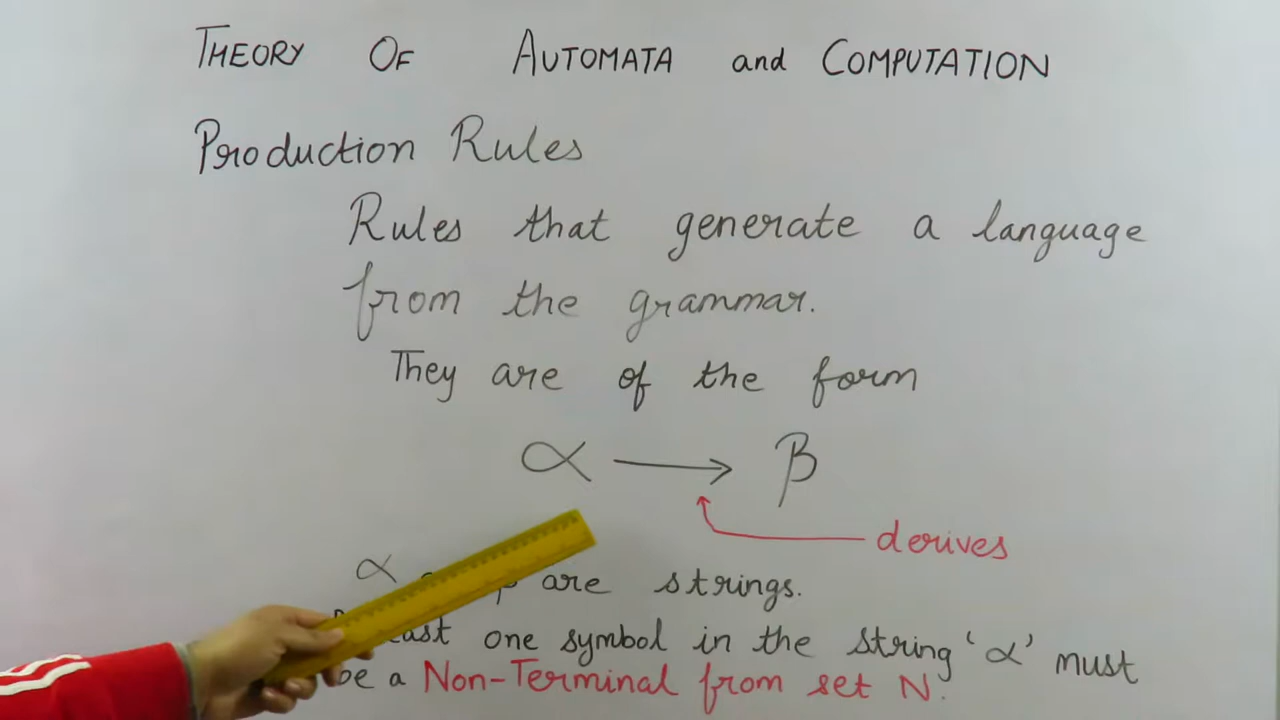 THEORY OF AUTOMATA and COMPUTATION
Production Rules
Rules that generate a language
from the grammar.
They are of the form
α → β
derives
α are strings.
one symbol in the string 'α' must
be a Non-Terminal from set N.